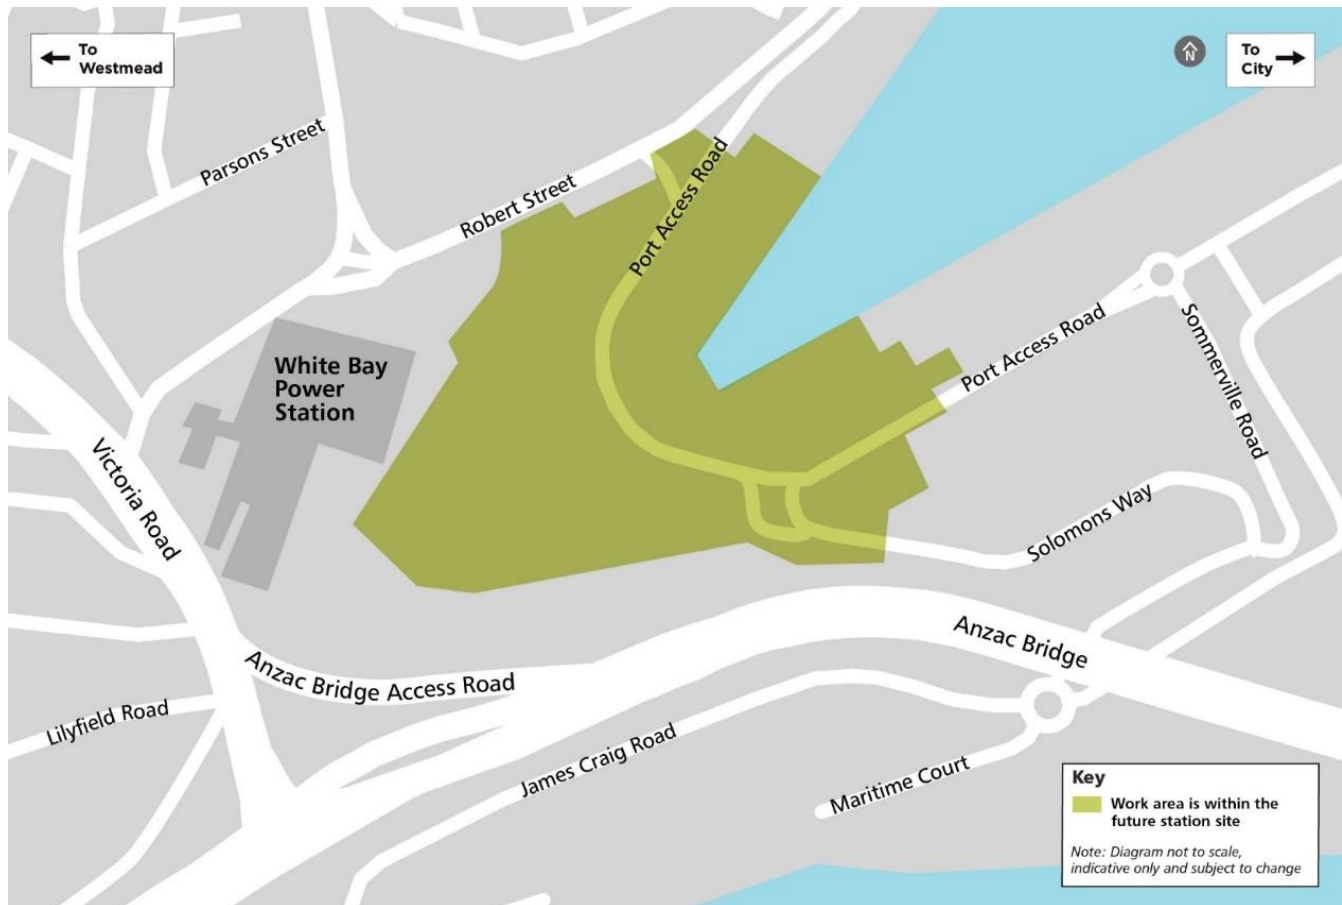 To
Westmead
N
To
City
Parsons Street
Robert Street
Port Access Road
White Bay
Power
Station
Port Access Road
Sommerville Road
Victoria Road
Solomons Way
Anzac Bridge
Anzac Bridge Access Road
Lilyfield Road
James Craig Road
Maritime Court
Key
Work area is within the
future station site
Note: Diagram not to scale,
indicative only and subject to change